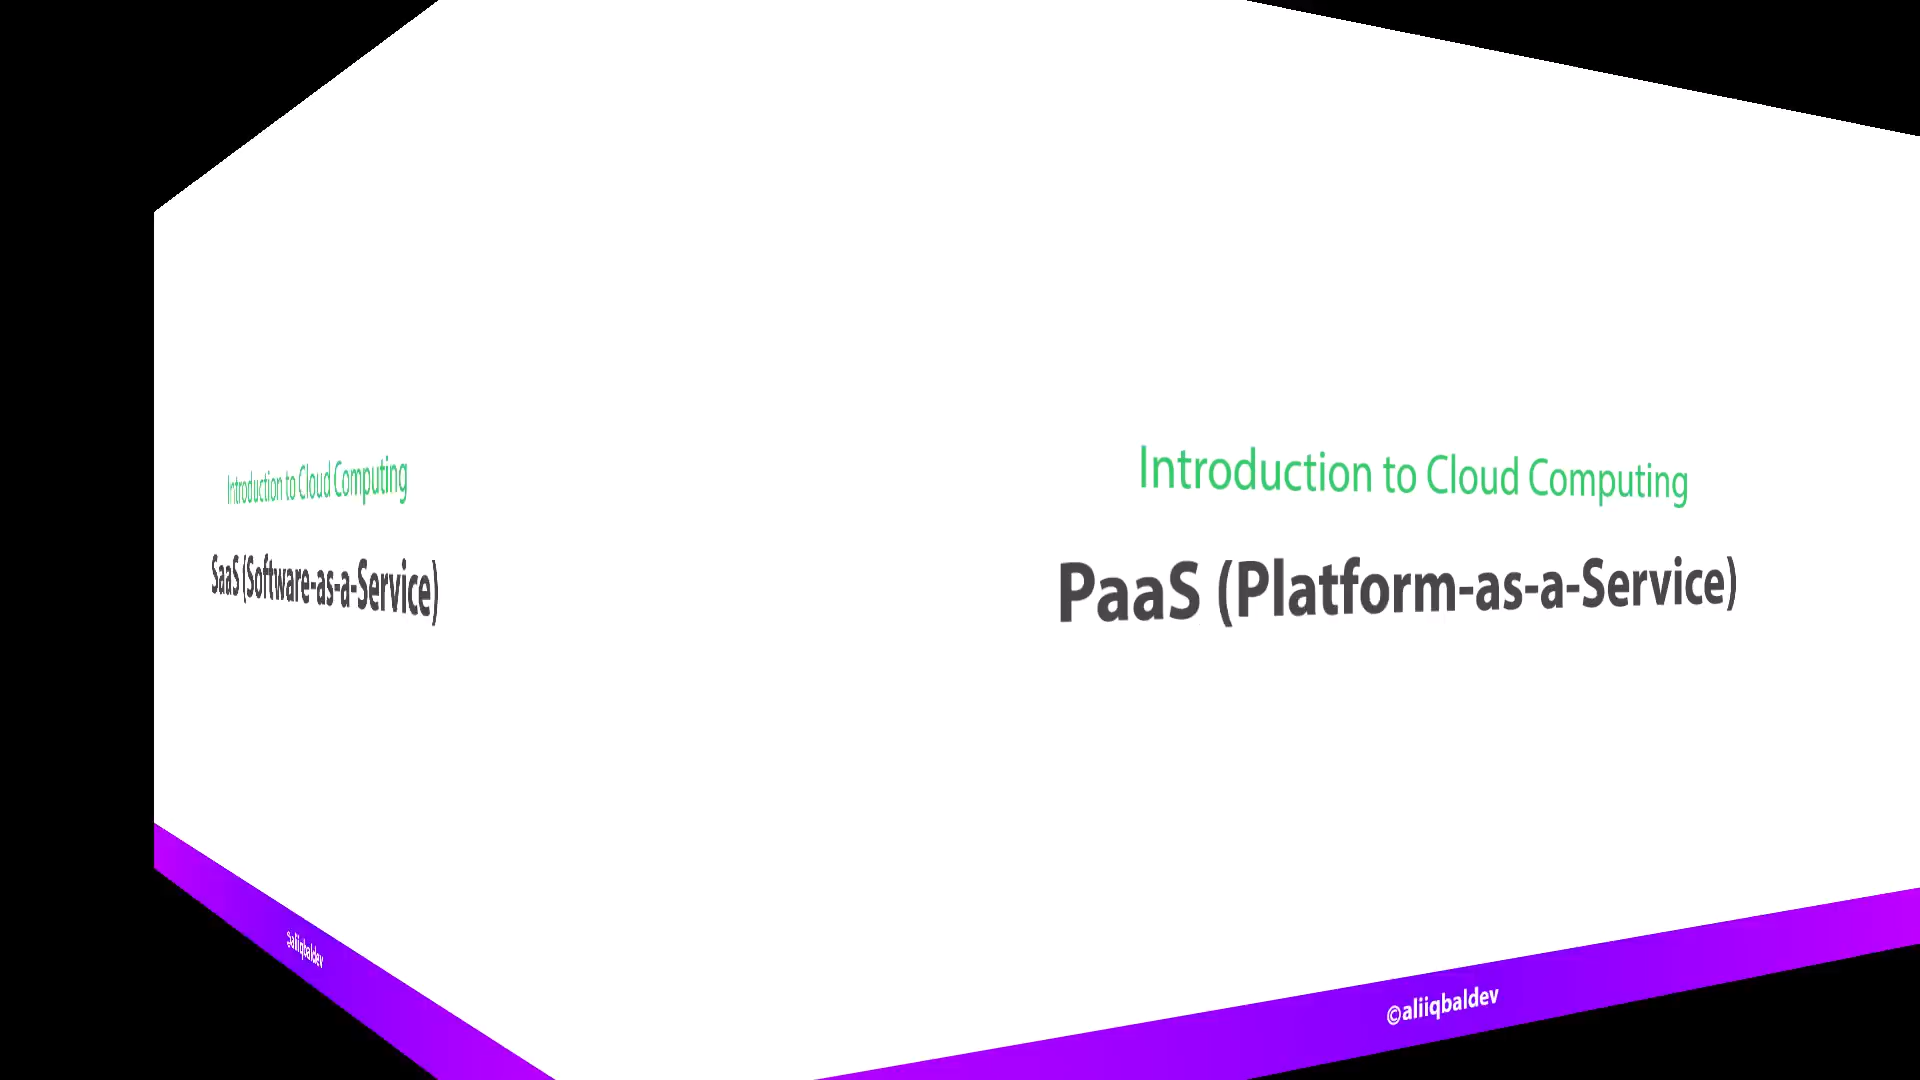 Introduction to Cloud Computing
SaaS (Software-as-a-Service)
©aliiqbaldev
Introduction to Cloud Computing
PaaS (Platform-as-a-Service)
©aliiqbaldev